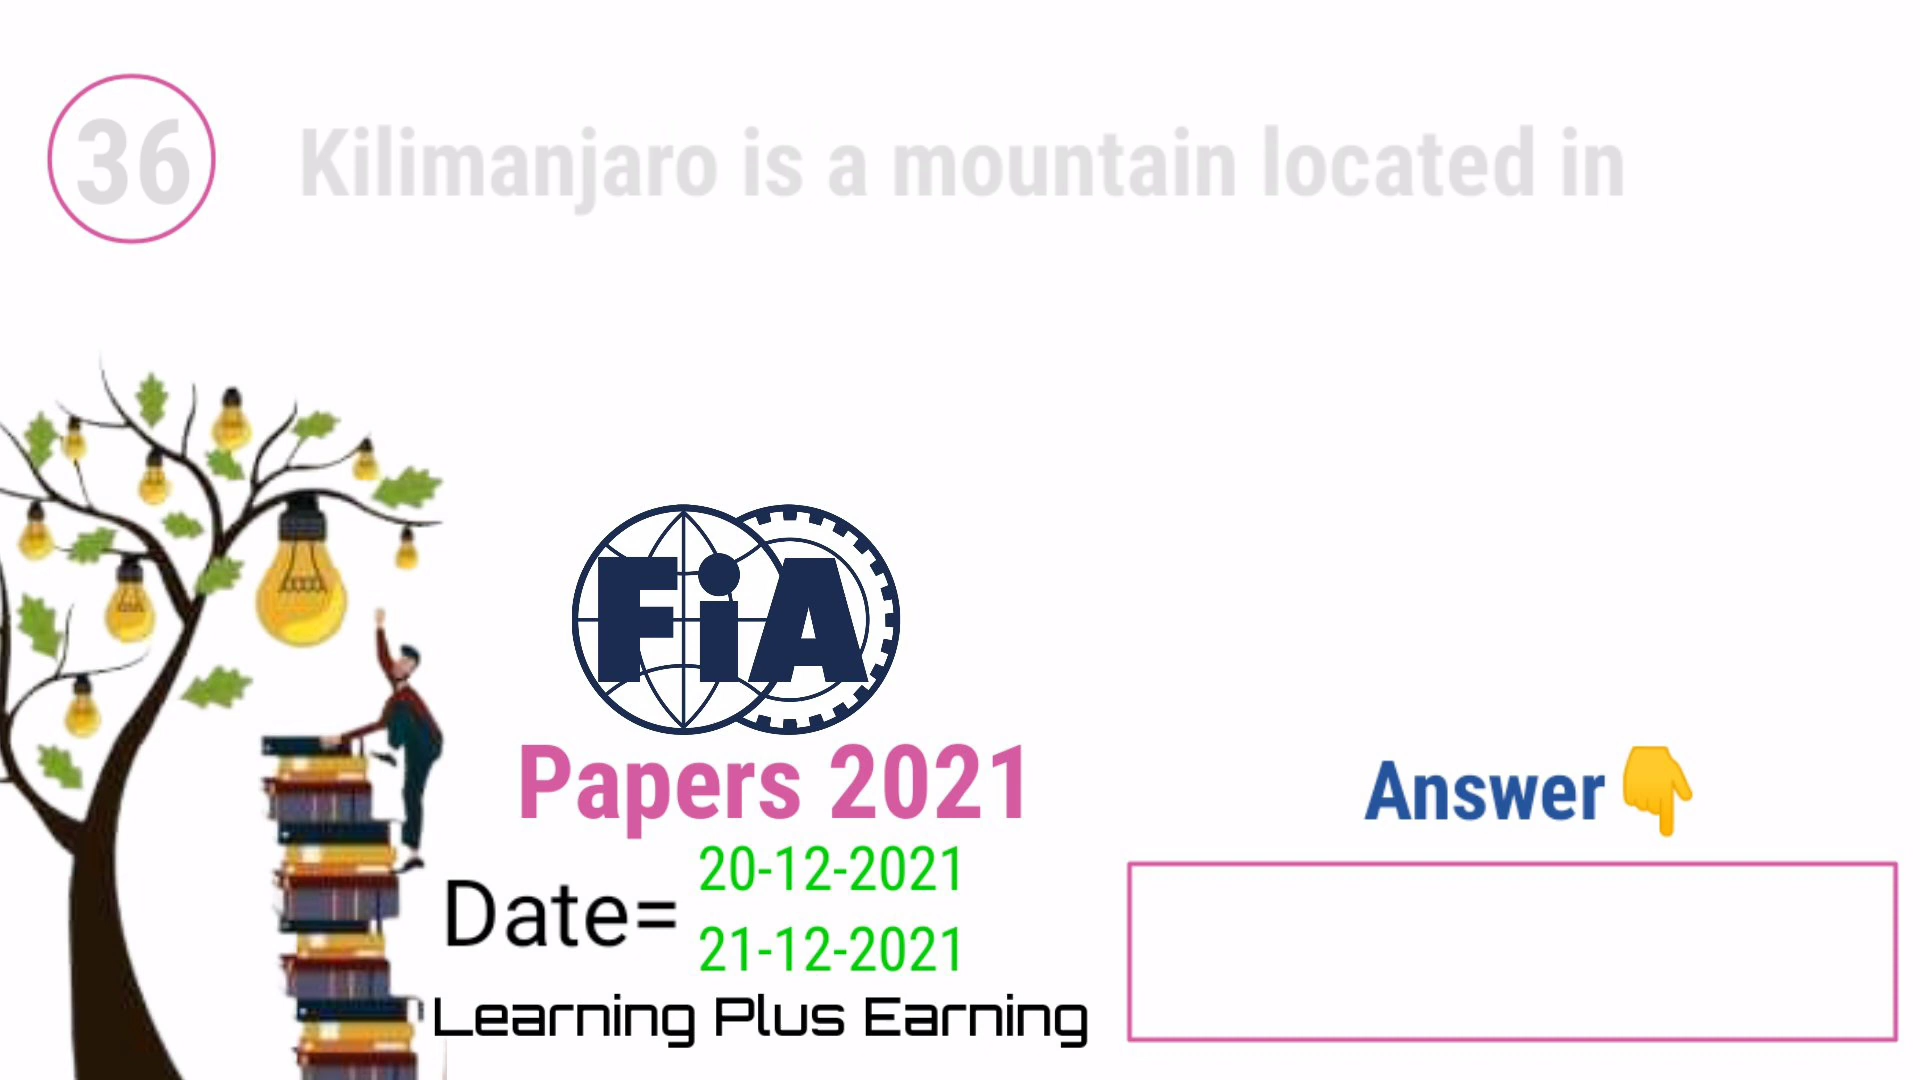 36
Kilimanjaro is a mountain located in
FiA
Papers 2021
Answer👇
Date=
20-12-2021
21-12-2021
Learning Plus Earning